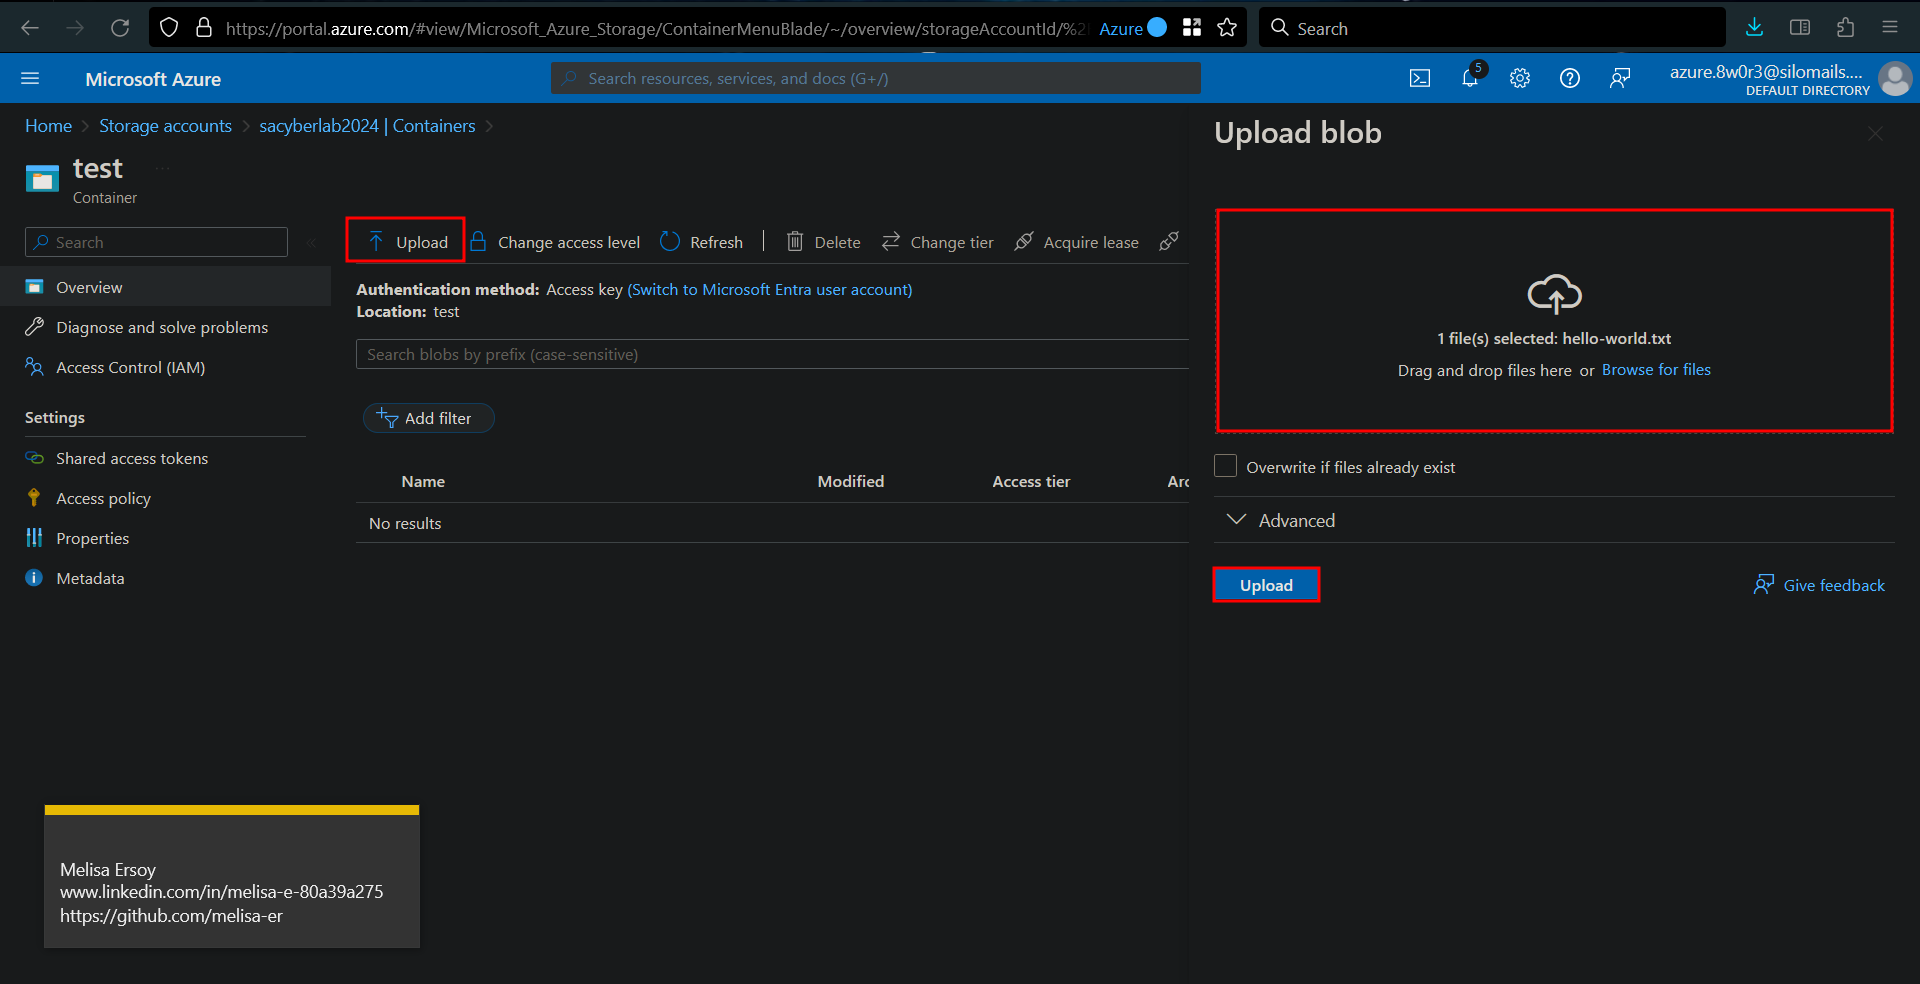 https://portal.azure.com/#view/Microsoft_Azure_Storage/ContainerMenuBlade/~/overview/storageAccountId/%2
Azure
Search
Microsoft Azure
Search resources, services, and docs (G+/)
5
azure.8w0r3@silomails....
DEFAULT DIRECTORY
Home > Storage accounts > sacyberlab2024 | Containers >
test
...
Container
Search
«
Overview
Diagnose and solve problems
Access Control (IAM)
Settings
Shared access tokens
Access policy
Properties
Metadata
Upload
Change access level
Refresh
Delete
Change tier
Acquire lease
Authentication method: Access key (Switch to Microsoft Entra user account)
Location: test
Search blobs by prefix (case-sensitive)
Add filter
Name Modified Access tier Arc
No results
Upload blob
1 file(s) selected: hello-world.txt
Drag and drop files here or Browse for files
Overwrite if files already exist
Advanced
Upload
Give feedback
Melisa Ersoy
www.linkedin.com/in/melisa-e-80a39a275
https://github.com/melisa-er